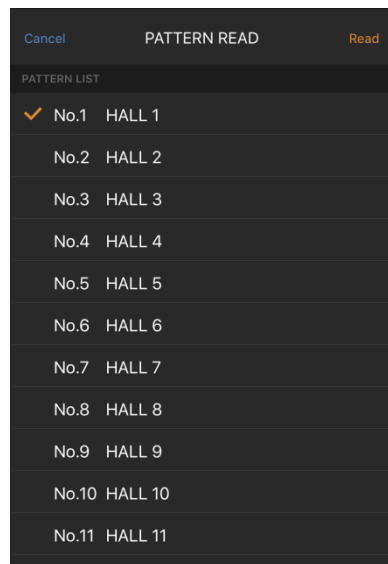 Cancel PATTERN READ Read
PATTERN LIST
No.1 HALL 1
No.2 HALL 2
No.3 HALL 3
No.4 HALL 4
No.5 HALL 5
No.6 HALL 6
No.7 HALL 7
No.8 HALL 8
No.9 HALL 9
No.10 HALL 10
No.11 HALL 11